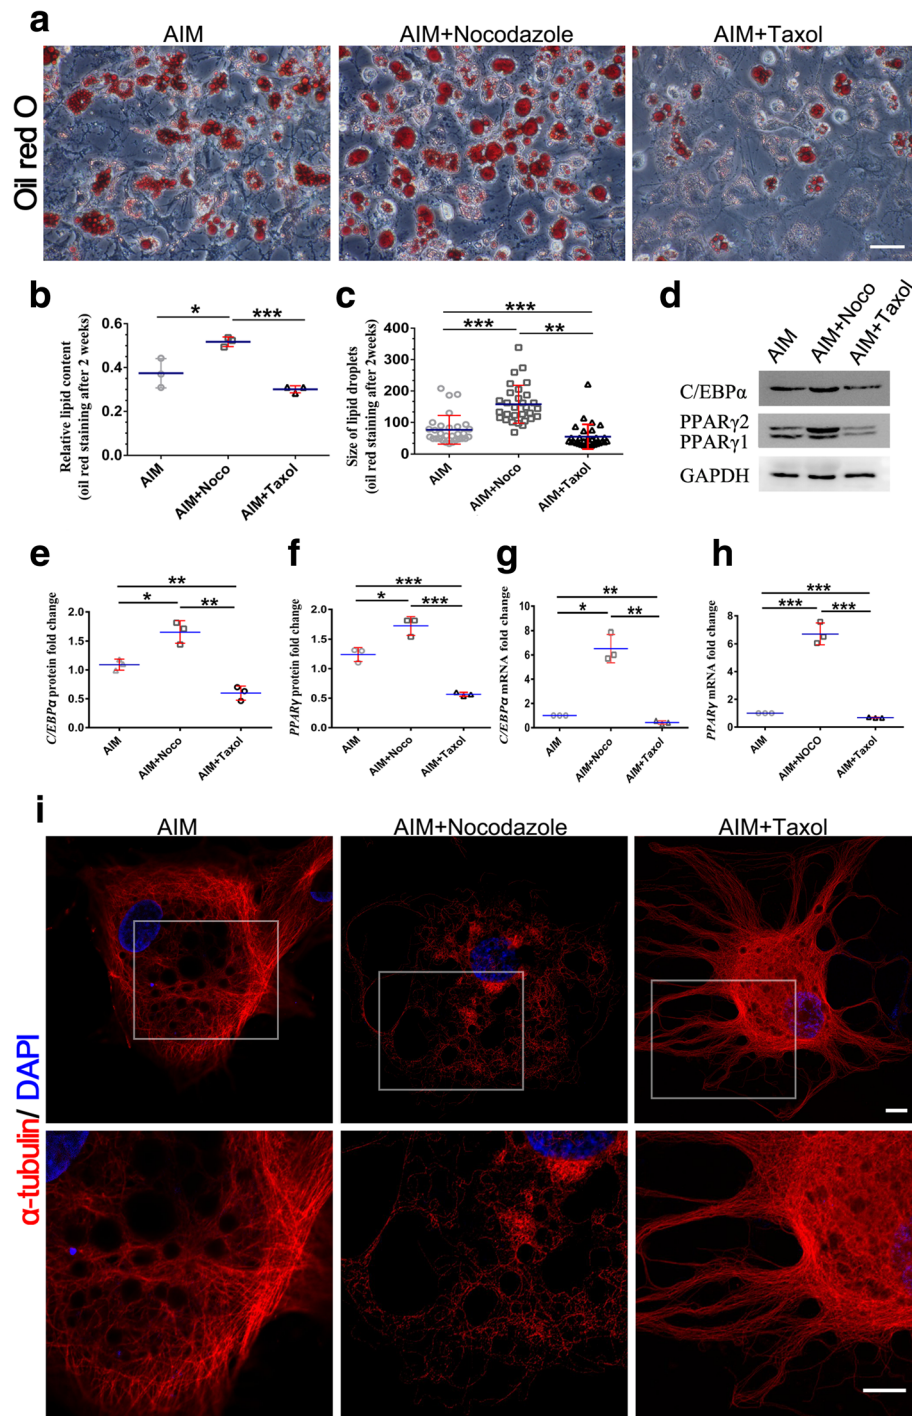 a
AIM
AIM+Nocodazole
AIM+Taxol
Oil red O
b
*
***
Relative lipid content
(oil red staining after 2 weeks)
0.6
0.4
0.2
0.0
AIM
AIM+Noco
AIM+Taxol
c
***
***
**
Size of lipid droplets
(oil red staining after 2weeks)
400
300
200
100
0
AIM
AIM+Noco
AIM+Taxol
d
AIM
AIM+Noco
AIM+Taxol
C/EBPα
PPARγ2
PPARγ1
GAPDH
e
**
*
**
C/EBPα protein fold change
2.0
1.5
1.0
0.5
0.0
AIM
AIM+Noco
AIM+Taxol
f
***
*
***
PPARγ protein fold change
2.0
1.5
1.0
0.5
0.0
AIM
AIM+Noco
AIM+Taxol
g
**
*
**
C/EBPα mRNA fold change
10
8
6
4
2
0
AIM
AIM+Noco
AIM+Taxol
h
***
***
***
PPARγ mRNA fold change
8
6
4
2
0
AIM
AIM+NOCO
AIM+Taxol
i
AIM
AIM+Nocodazole
AIM+Taxol
α-tubulin/ DAPI